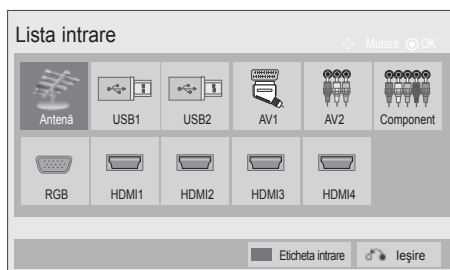 Lista intrare
Mutare OK
Antenă USB1 USB2 AV1 AV2 Component
RGB HDMI1 HDMI2 HDMI3 HDMI4
Eticheta intrare Ieşire